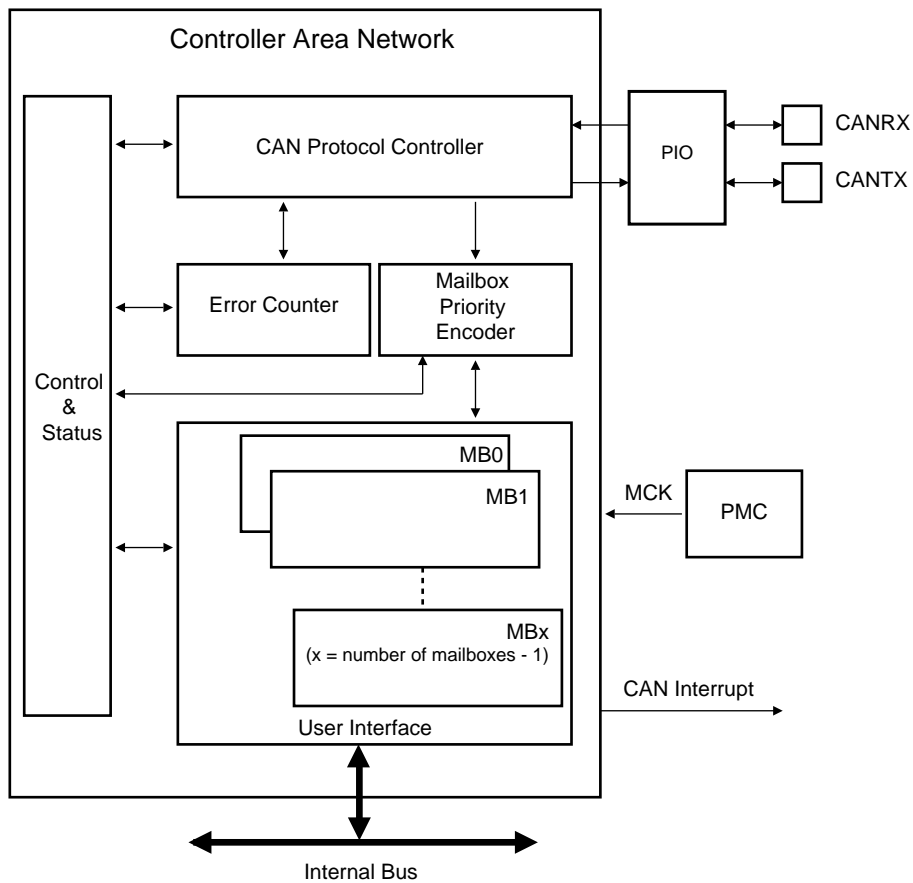 Controller Area Network
CAN Protocol Controller
PIO
CANRX
CANTX
Error Counter
Mailbox
Priority
Encoder
Control
&
Status
MB0
MB1
MCK
PMC
MBx
(x = number of mailboxes - 1)
CAN Interrupt
User Interface
Internal Bus